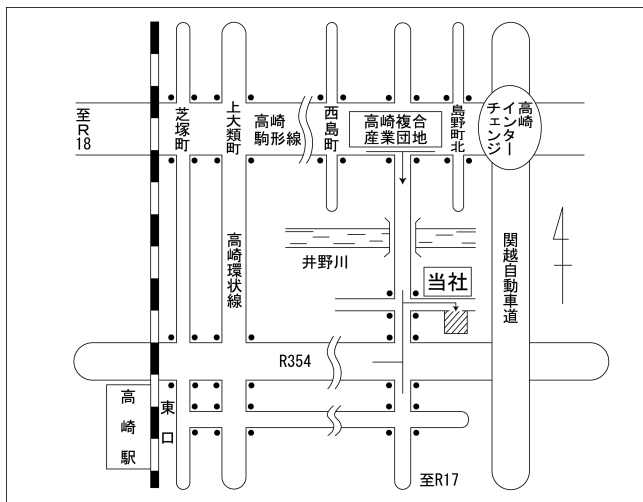 至R18
芝塚町
上大類町
高崎
駒形線
西島町
高崎複合
産業団地
島野町北
高崎
インター
チェンジ
高崎環状線
井野川
関越自動車道
当社
R354
高崎駅
東口
至R17